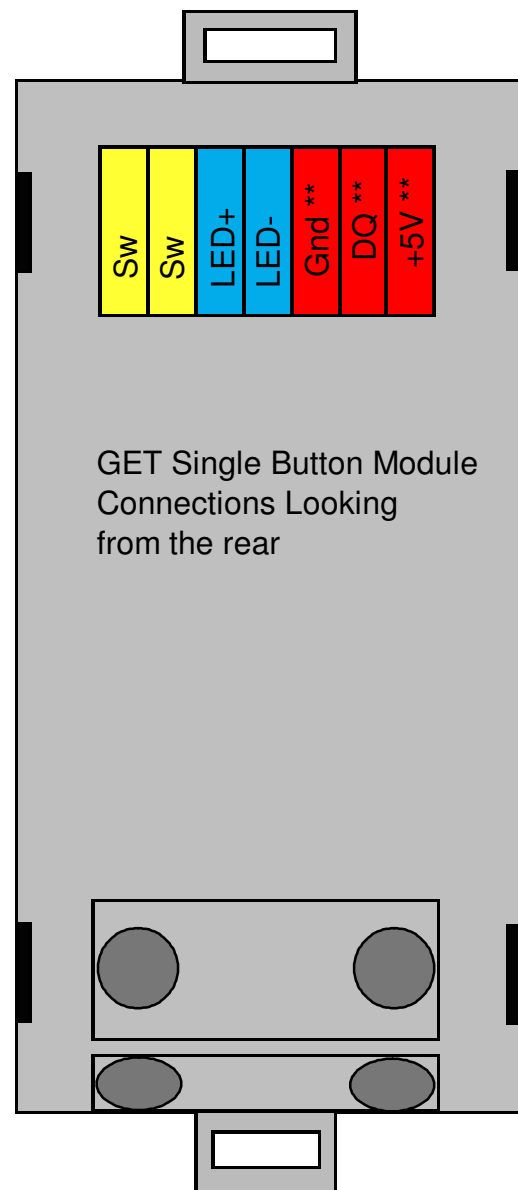 Sw
Sw
LED+
LED-
Gnd **
DQ **
+5V **
GET Single Button Module
Connections Looking
from the rear